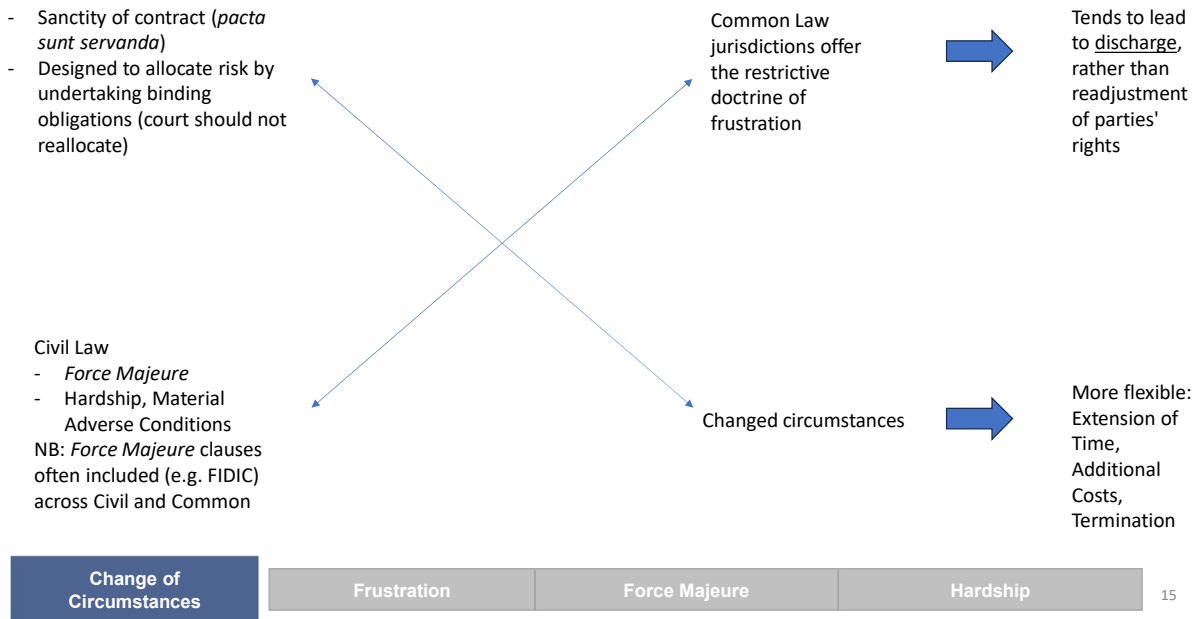 - Sanctity of contract (pacta
sunt servanda)
- Designed to allocate risk by
undertaking binding
obligations (court should not
reallocate)
Common Law
jurisdictions offer
the restrictive
doctrine of
frustration
Tends to lead
to discharge,
rather than
readjustment
of parties'
rights
Civil Law
- Force Majeure
- Hardship, Material
Adverse Conditions
NB: Force Majeure clauses
often included (e.g. FIDIC)
across Civil and Common
Changed circumstances
More flexible:
Extension of
Time,
Additional
Costs,
Termination
Change of
Circumstances
Frustration
Force Majeure
Hardship
15